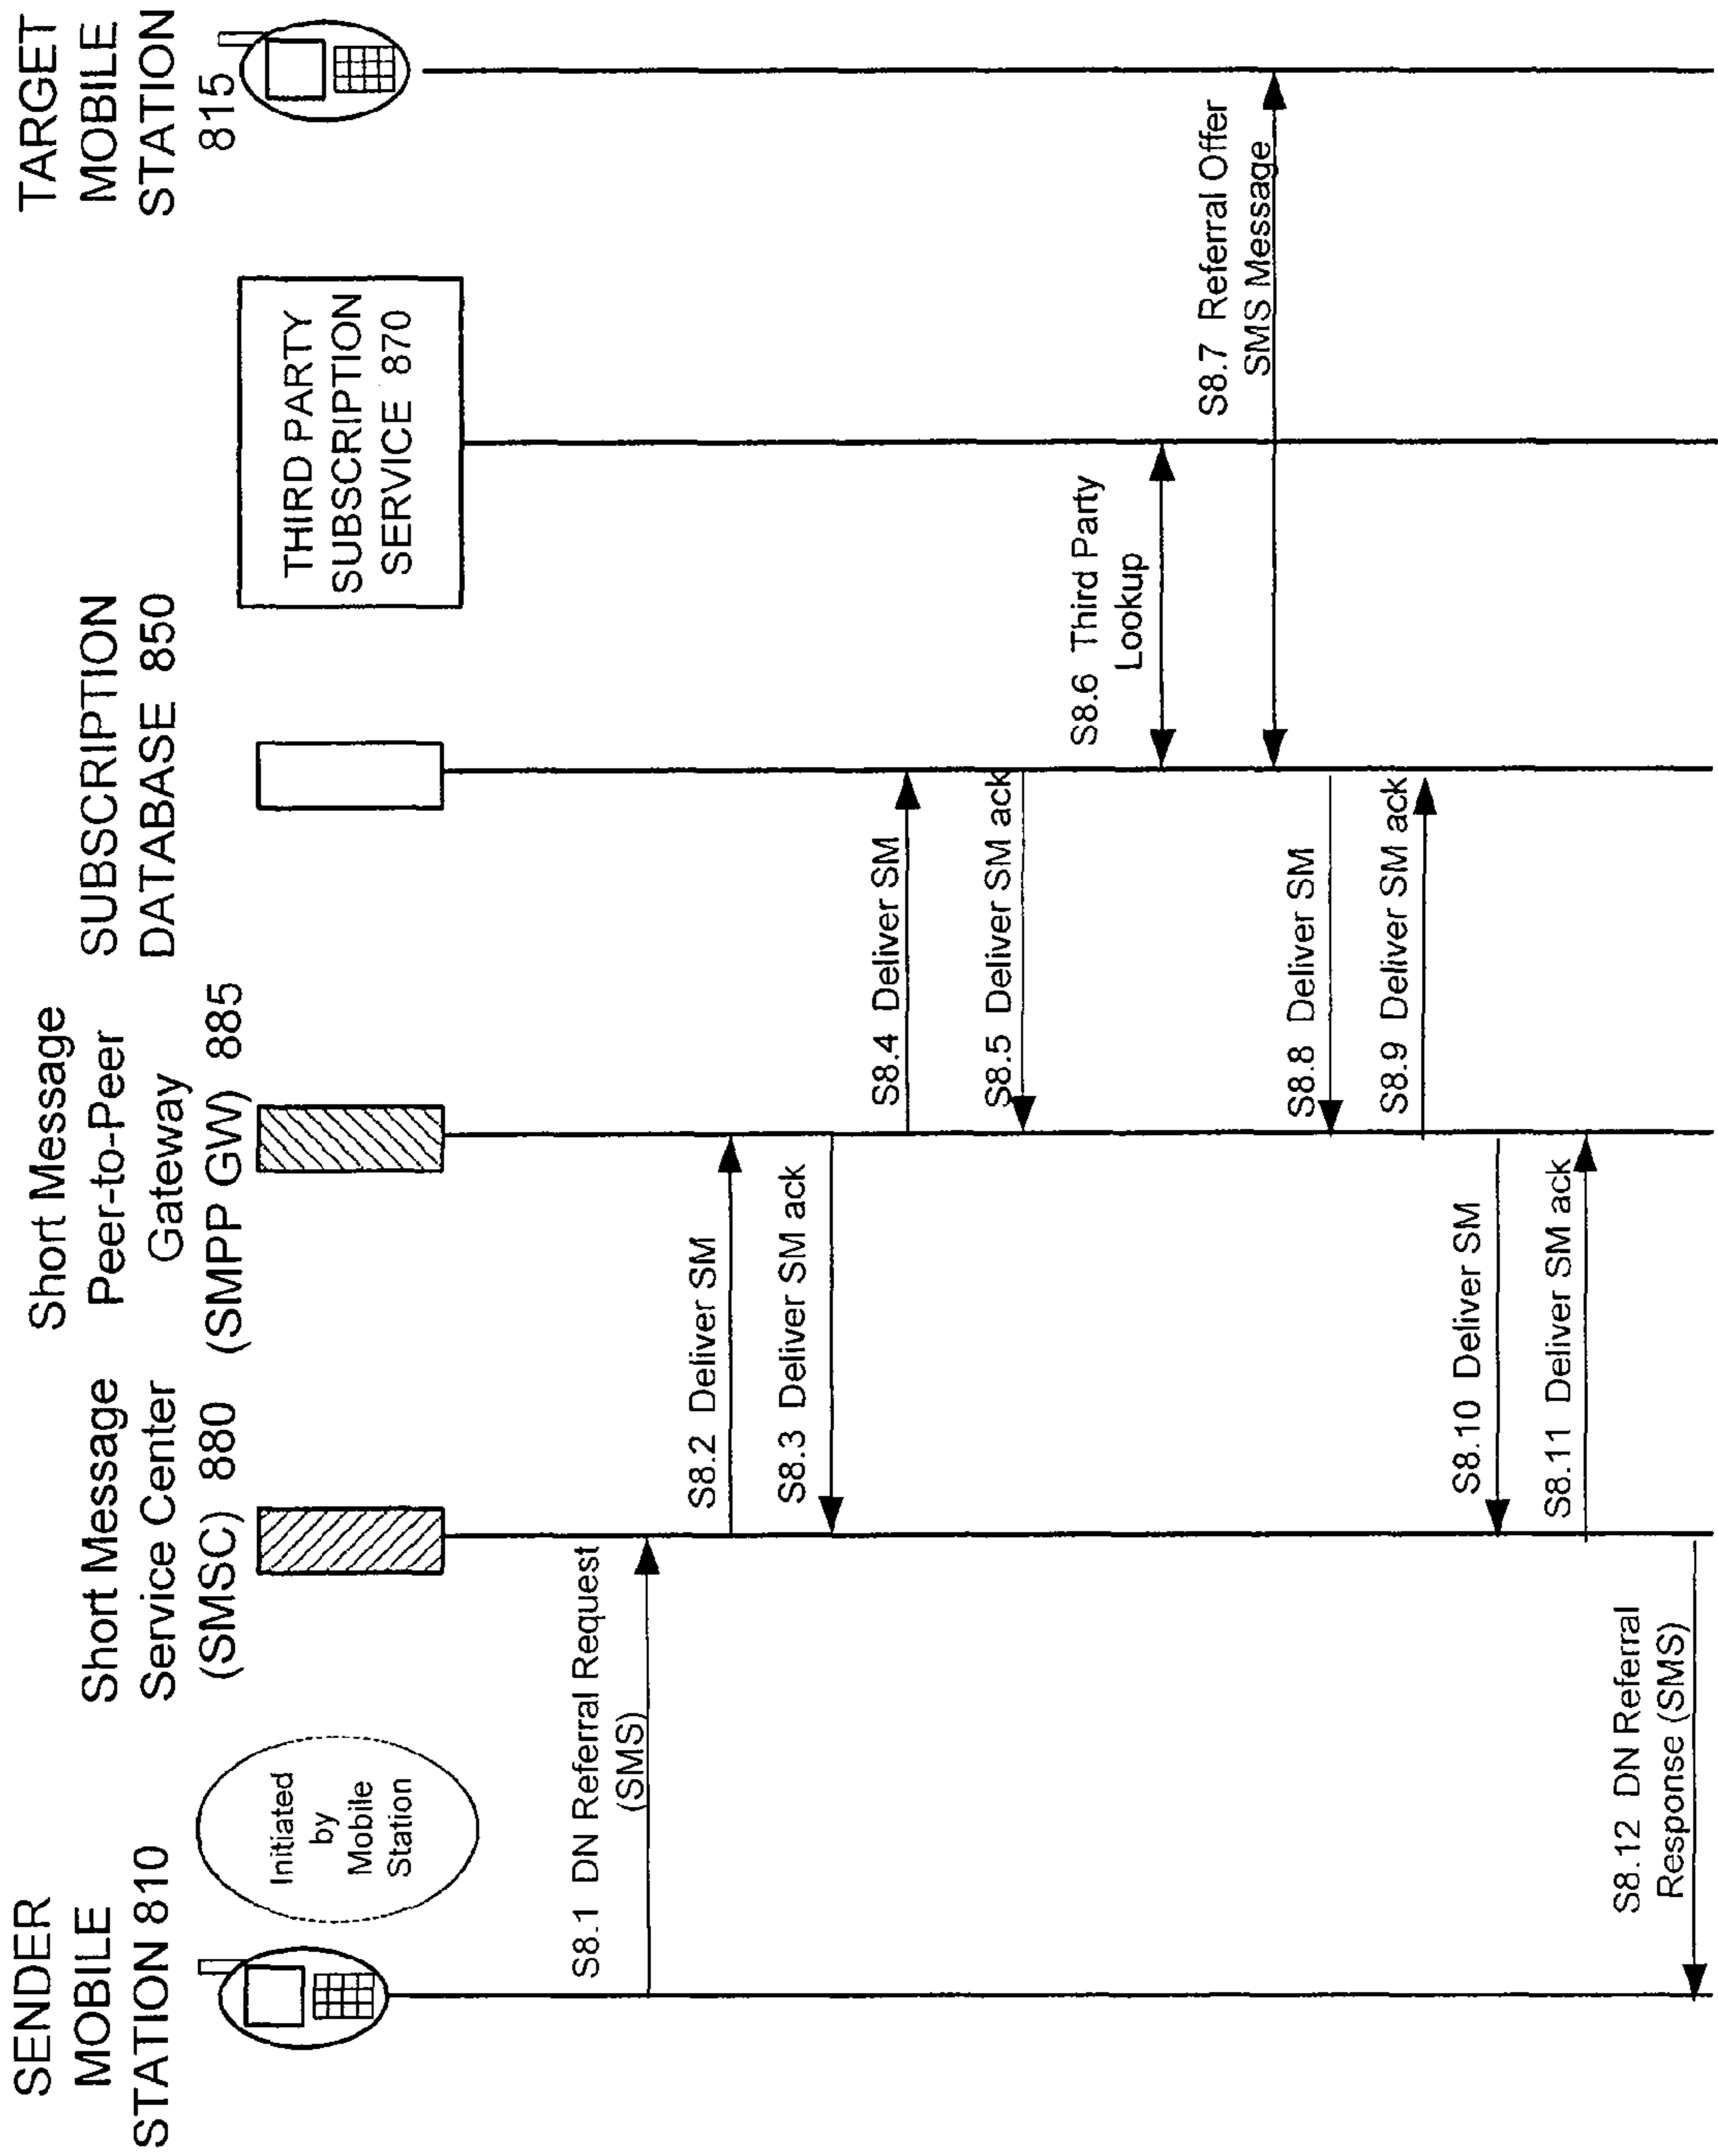 SENDER
MOBILE
STATION 810
Initiated
by
Mobile
Station
Short Message
Service Center
(SMSC) 880
Short Message
Peer-to-Peer
Gateway
(SMPP GW) 885
SUBSCRIPTION
DATABASE 850
THIRD PARTY
SUBSCRIPTION
SERVICE 870
TARGET
MOBILE
STATION
815
S8.1 DN Referral Request
(SMS)
S8.2 Deliver SM
S8.3 Deliver SM ack
S8.4 Deliver SM
S8.5 Deliver SM ack
S8.6 Third Party
Lookup
S8.7 Referral Offer
SMS Message
S8.8 Deliver SM
S8.9 Deliver SM ack
S8.10 Deliver SM
S8.11 Deliver SM ack
S8.12 DN Referral
Response (SMS)